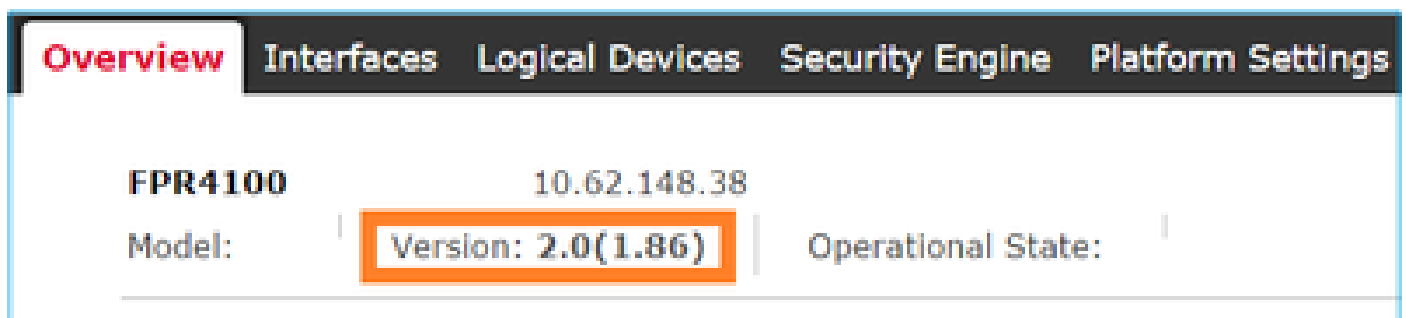 Overview Interfaces Logical Devices Security Engine Platform Settings
FPR4100 10.62.148.38
Model: Version: 2.0(1.86) Operational State: